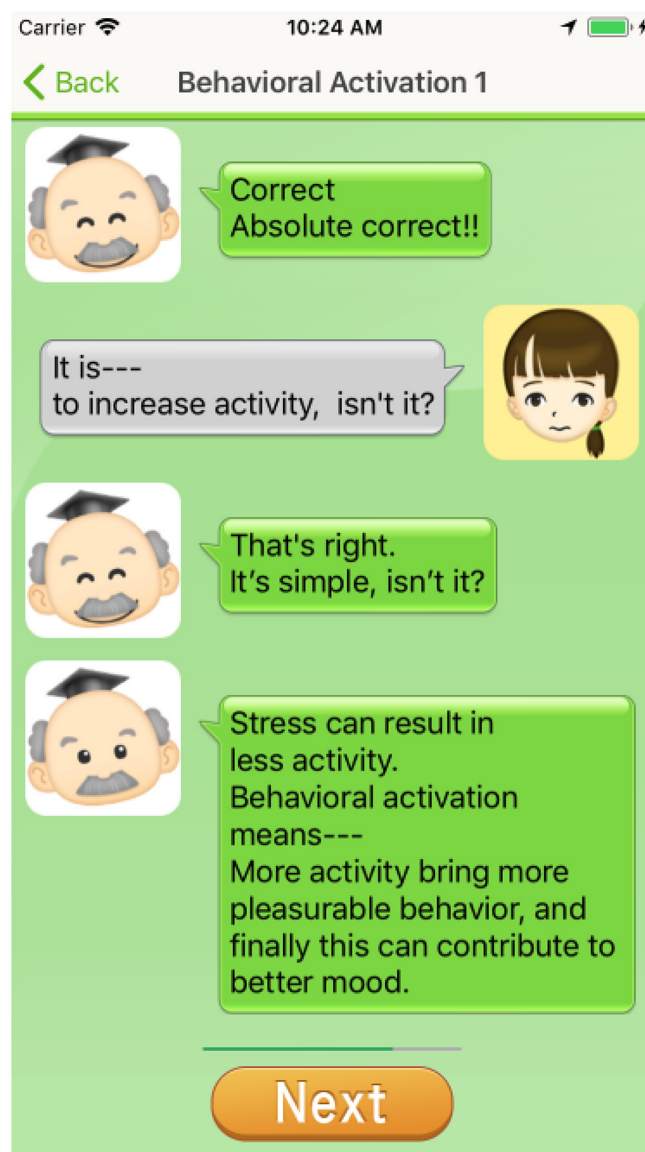 Carrier 10:24 AM
Back Behavioral Activation 1
Correct
Absolute correct!!
It is---
to increase activity,  isn't it?
That's right.
It’s simple, isn’t it?
Stress can result in
less activity.
Behavioral activation
means---
More activity bring more
pleasurable behavior, and
finally this can contribute to
better mood.
Next